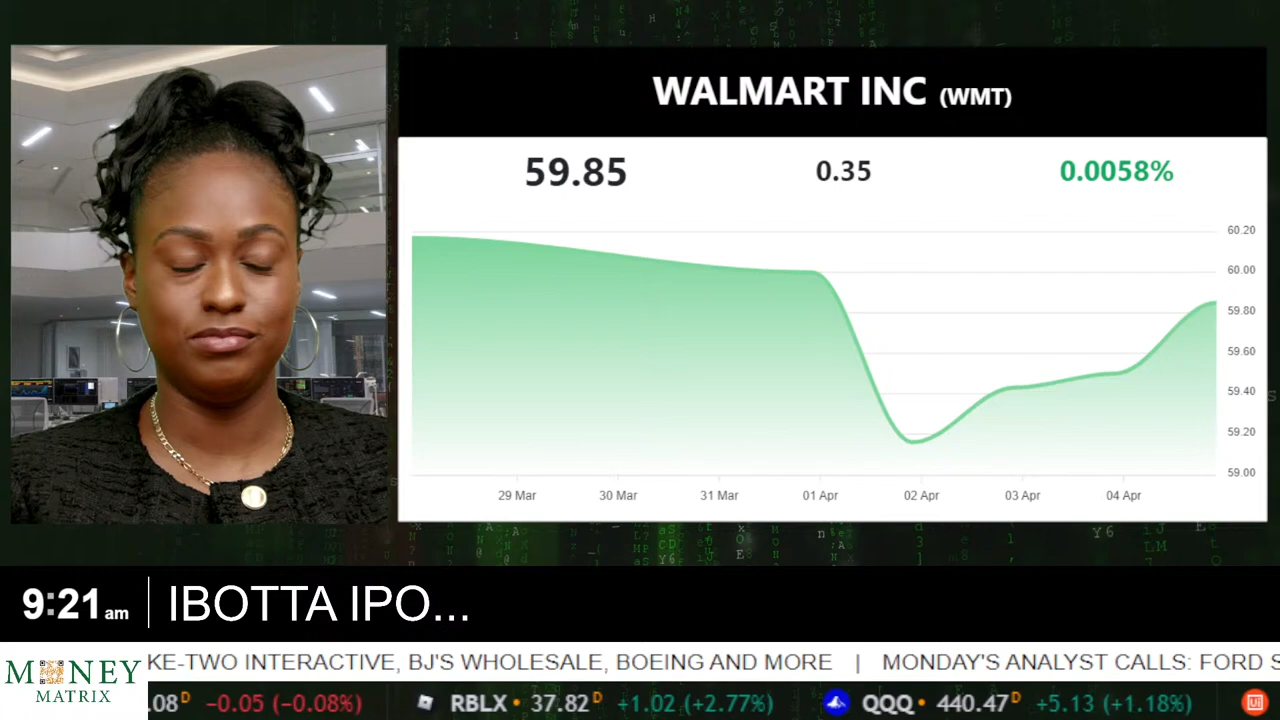 WALMART INC (WMT)
59.85 0.35 0.0058%
60.20
60.00
59.80
59.60
59.40
59.20
59.00
29 Mar 30 Mar 31 Mar 01 Apr 02 Apr 03 Apr 04 Apr
9:21 am IBOTTA IPO...
MONEY
MATRIX
KE-TWO INTERACTIVE, BJ'S WHOLESALE, BOEING AND MORE | MONDAY'S ANALYST CALLS: FORD S
.08 D −0.05 (−0.08%) RBLX • 37.82 D +1.02 (+2.77%) QQQ • 440.47 D +5.13 (+1.18%)